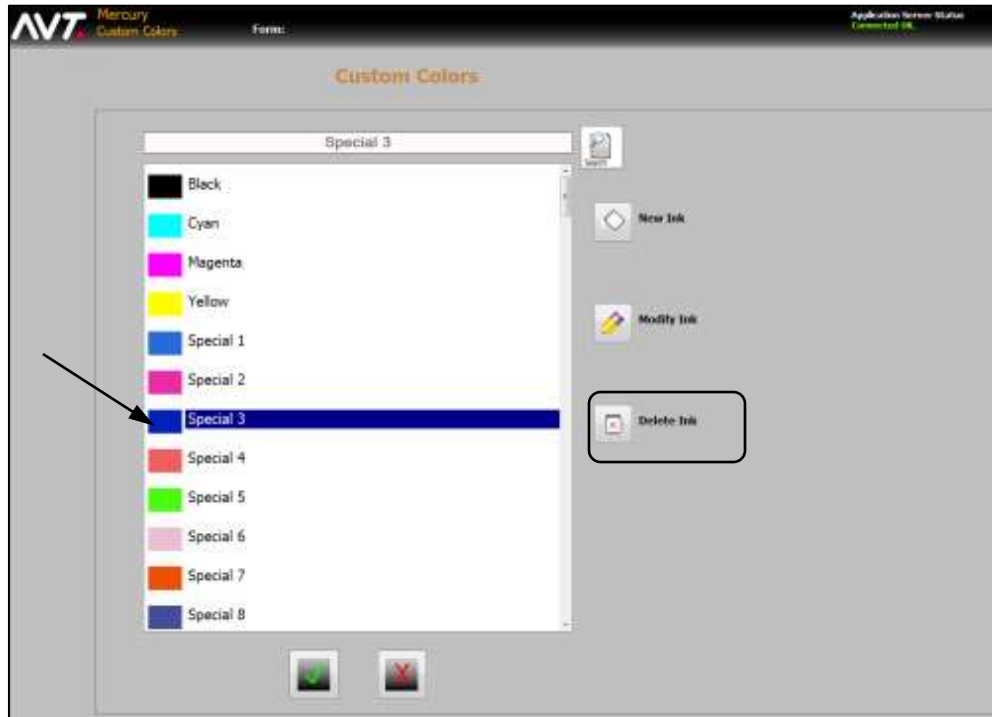 AVT
Mercury
Custom Colors
Form:
Application Server Status
Connected OK.
Custom Colors
Special 3
Search
Black
Cyan
Magenta
Yellow
Special 1
Special 2
Special 3
Special 4
Special 5
Special 6
Special 7
Special 8
New Ink
Modify Ink
Delete Ink